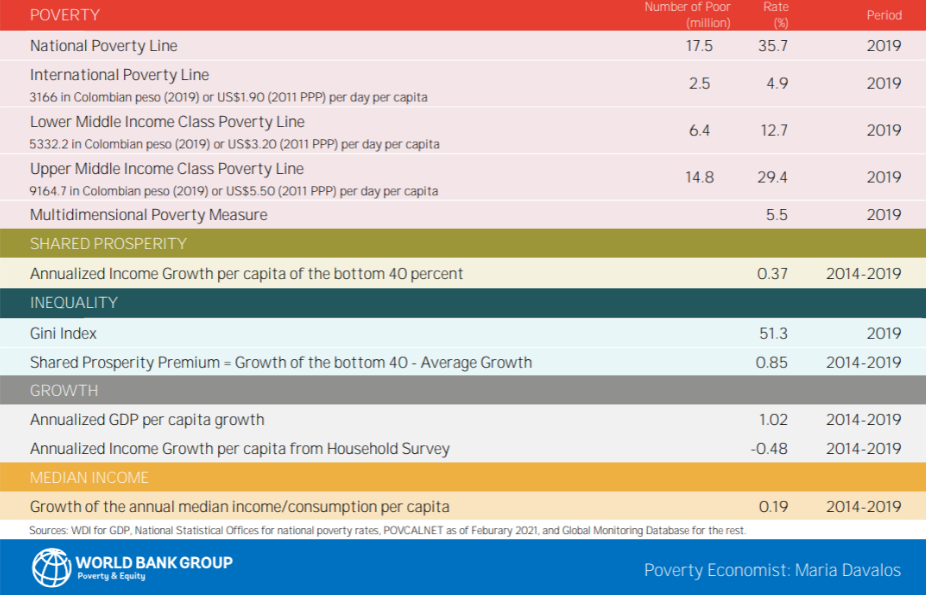 POVERTY Number of Poor (million) Rate (%) Period
National Poverty Line 17.5 35.7 2019
International Poverty Line
3166 in Colombian peso (2019) or US$1.90 (2011 PPP) per day per capita 2.5 4.9 2019
Lower Middle Income Class Poverty Line
5332.2 in Colombian peso (2019) or US$3.20 (2011 PPP) per day per capita 6.4 12.7 2019
Upper Middle Income Class Poverty Line
9164.7 in Colombian peso (2019) or US$5.50 (2011 PPP) per day per capita 14.8 29.4 2019
Multidimensional Poverty Measure 5.5 2019
SHARED PROSPERITY
Annualized Income Growth per capita of the bottom 40 percent 0.37 2014-2019
INEQUALITY
Gini Index 51.3 2019
Shared Prosperity Premium = Growth of the bottom 40 - Average Growth 0.85 2014-2019
GROWTH
Annualized GDP per capita growth 1.02 2014-2019
Annualized Income Growth per capita from Household Survey -0.48 2014-2019
MEDIAN INCOME
Growth of the annual median income/consumption per capita 0.19 2014-2019
Sources: WDI for GDP, National Statistical Offices for national poverty rates, POVCALNET as of Feburary 2021, and Global Monitoring Database for the rest.
WORLD BANK GROUP
Poverty & Equity
Poverty Economist: Maria Davalos